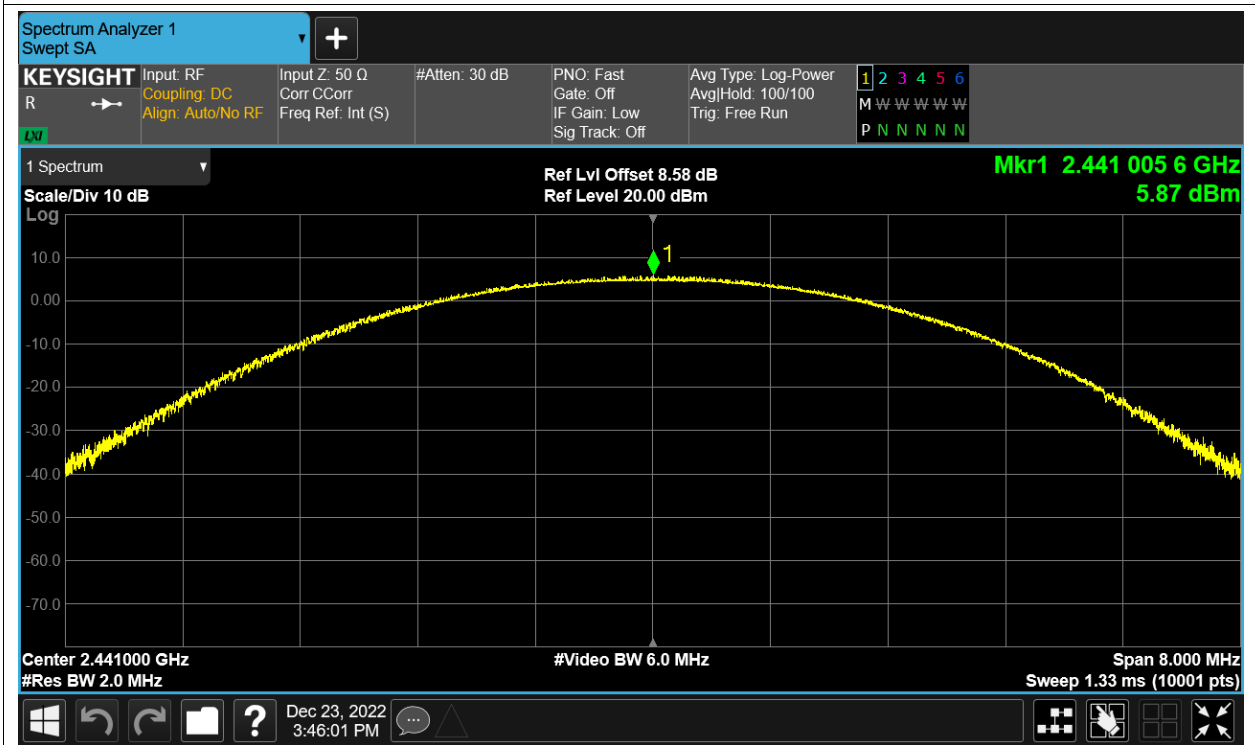 Spectrum Analyzer 1
Swept SA
KEYSIGHT
R
LXI
Input: RF
Coupling: DC
Align: Auto/No RF
Input Z: 50 Ω
Corr CCorr
Freq Ref: Int (S)
#Atten: 30 dB
PNO: Fast
Gate: Off
IF Gain: Low
Sig Track: Off
Avg Type: Log-Power
Avg|Hold: 100/100
Trig: Free Run
1 2 3 4 5 6
M W W W W W
P N N N N N
1 Spectrum
Scale/Div 10 dB
Log
Ref Lvl Offset 8.58 dB
Ref Level 20.00 dBm
Mkr1 2.441 005 6 GHz
5.87 dBm
1
10.0
0.00
-10.0
-20.0
-30.0
-40.0
-50.0
-60.0
-70.0
Center 2.441000 GHz
#Res BW 2.0 MHz
#Video BW 6.0 MHz
Span 8.000 MHz
Sweep 1.33 ms (10001 pts)
?
Dec 23, 2022
3:46:01 PM